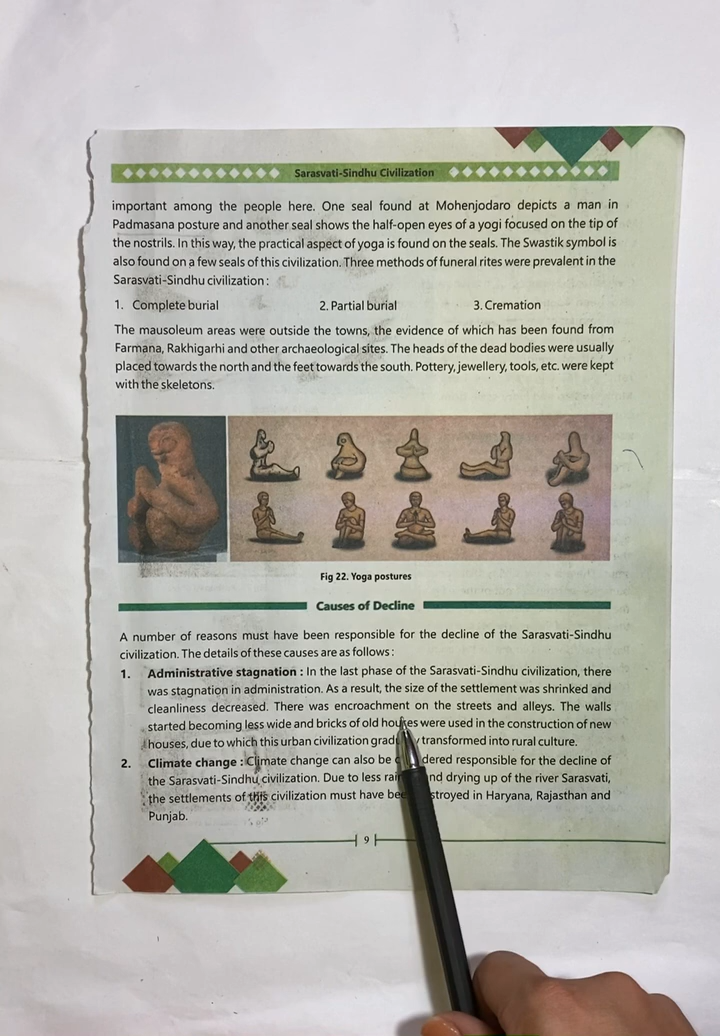 Sarasvati-Sindhu Civilization
important among the people here. One seal found at Mohenjodaro depicts a man in
Padmasana posture and another seal shows the half-open eyes of a yogi focused on the tip of
the nostrils. In this way, the practical aspect of yoga is found on the seals. The Swastik symbol is
also found on a few seals of this civilization. Three methods of funeral rites were prevalent in the
Sarasvati-Sindhu civilization :
1. Complete burial 2. Partial burial 3. Cremation
The mausoleum areas were outside the towns, the evidence of which has been found from
Farmana, Rakhigarhi and other archaeological sites. The heads of the dead bodies were usually
placed towards the north and the feet towards the south. Pottery, jewellery, tools, etc. were kept
with the skeletons.
Fig 22. Yoga postures
Causes of Decline
A number of reasons must have been responsible for the decline of the Sarasvati-Sindhu
civilization. The details of these causes are as follows :
1. Administrative stagnation : In the last phase of the Sarasvati-Sindhu civilization, there
was stagnation in administration. As a result, the size of the settlement was shrinked and
cleanliness decreased. There was encroachment on the streets and alleys. The walls
started becoming less wide and bricks of old houses were used in the construction of new
houses, due to which this urban civilization transformed into rural culture.
2. Climate change : Climate change can also be responsible for the decline of
the Sarasvati-Sindhu civilization. Due to less and drying up of the river Sarasvati,
the settlements of this civilization must have in Haryana, Rajasthan and
Punjab.
9